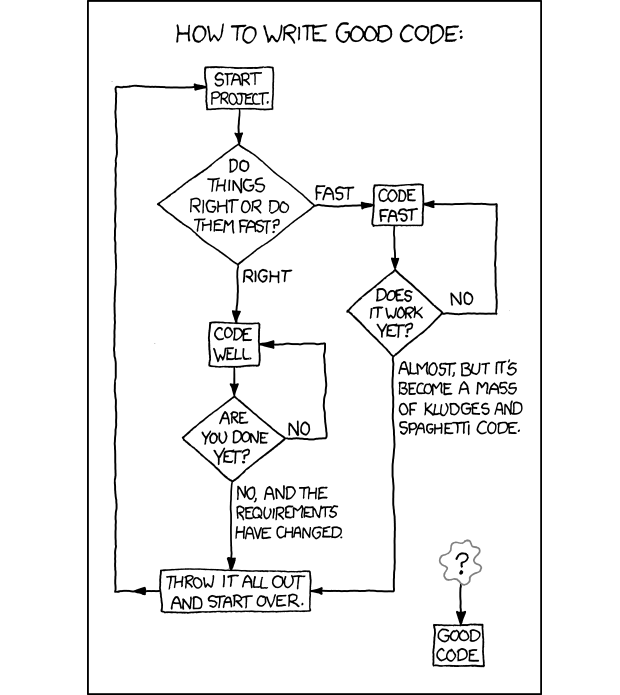 HOW TO WRITE GOOD CODE:
START
PROJECT.
DO
THINGS
RIGHT OR DO
THEM FAST?
FAST
CODE
FAST
RIGHT
DOES
IT WORK
YET?
NO
CODE
WELL
ALMOST, BUT IT'S
BECOME A MASS
OF KLUDGES AND
SPAGHETTI CODE.
ARE
YOU DONE
YET?
NO
NO, AND THE
REQUIREMENTS
HAVE CHANGED.
THROW IT ALL OUT
AND START OVER.
?
GOOD
CODE